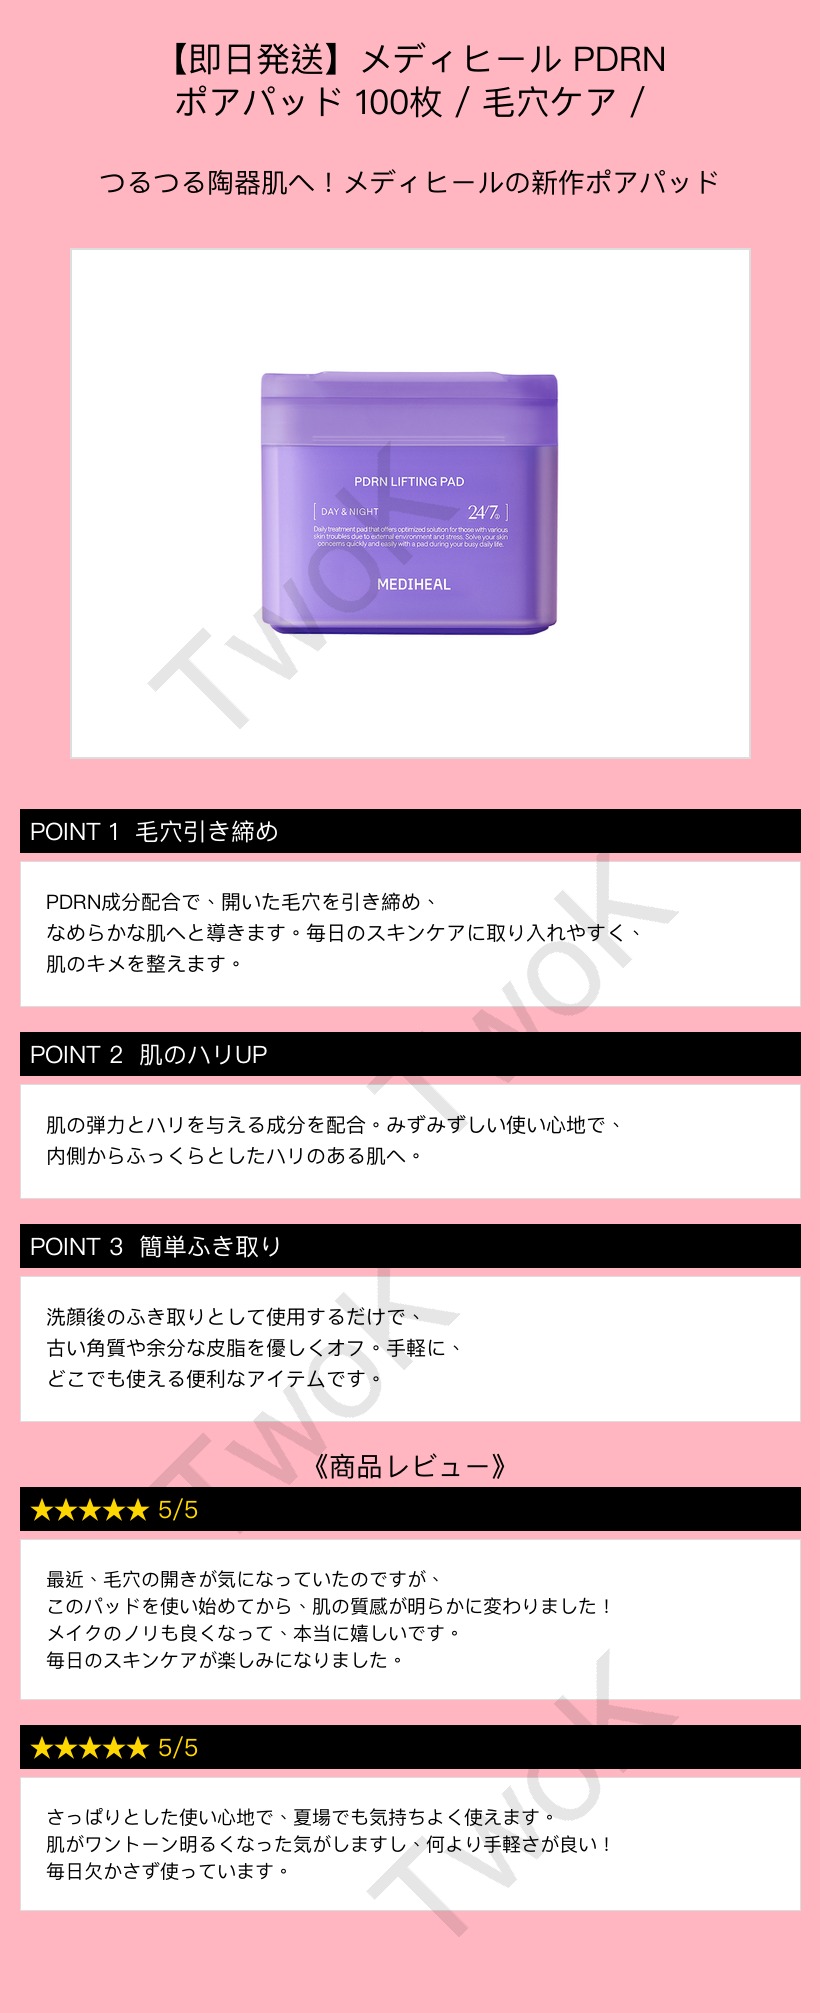 【即日発送】メディヒール PDRN
ポアパッド 100枚 / 毛穴ケア /
つるつる陶器肌へ！メディヒールの新作ポアパッド
PDRN LIFTING PAD
[ DAY & NIGHT 24/7 ]
Daily treatment pad that offers optimized solution for those with various
skin troubles due to external environment and stress. Solve your skin
concerns quickly and easily with a pad during your busy daily life.
MEDIHEAL
TwoK
POINT 1 毛穴引き締め
PDRN成分配合で、開いた毛穴を引き締め、
なめらかな肌へと導きます。毎日のスキンケアに取り入れやすく、
肌のキメを整えます。
TwoK
POINT 2 肌のハリUP
肌の弾力とハリを与える成分を配合。みずみずしい使い心地で、
内側からふっくらとしたハリのある肌へ。
POINT 3 簡単ふき取り
洗顔後のふき取りとして使用するだけで、
古い角質や余分な皮脂を優しくオフ。手軽に、
どこでも使える便利なアイテムです。
TwoK
《商品レビュー》
★★★★★ 5/5
最近、毛穴の開きが気になっていたのですが、
このパッドを使い始めてから、肌の質感が明らかに変わりました！
メイクのノリも良くなって、本当に嬉しいです。
毎日のスキンケアが楽しみになりました。
★★★★★ 5/5
さっぱりとした使い心地で、夏場でも気持ちよく使えます。
肌がワントーン明るくなった気がしますし、何より手軽さが良い！
毎日欠かさず使っています。
TwoK